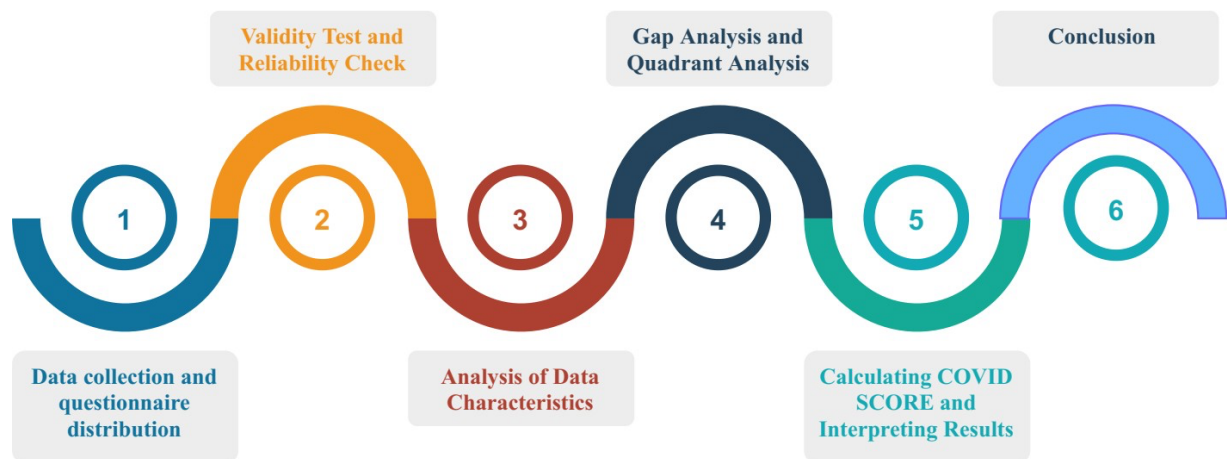 Validity Test and
Reliability Check
Gap Analysis and
Quadrant Analysis
Conclusion
1
2
3
4
5
6
Data collection and
questionnaire
distribution
Analysis of Data
Characteristics
Calculating COVID
SCORE and
Interpreting Results